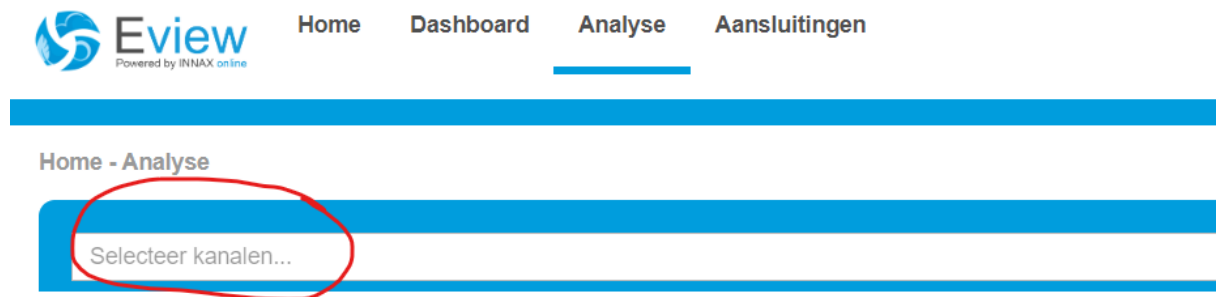 Eview
Powered by INNAX online
Home Dashboard Analyse Aansluitingen
Home - Analyse
Selecteer kanalen...